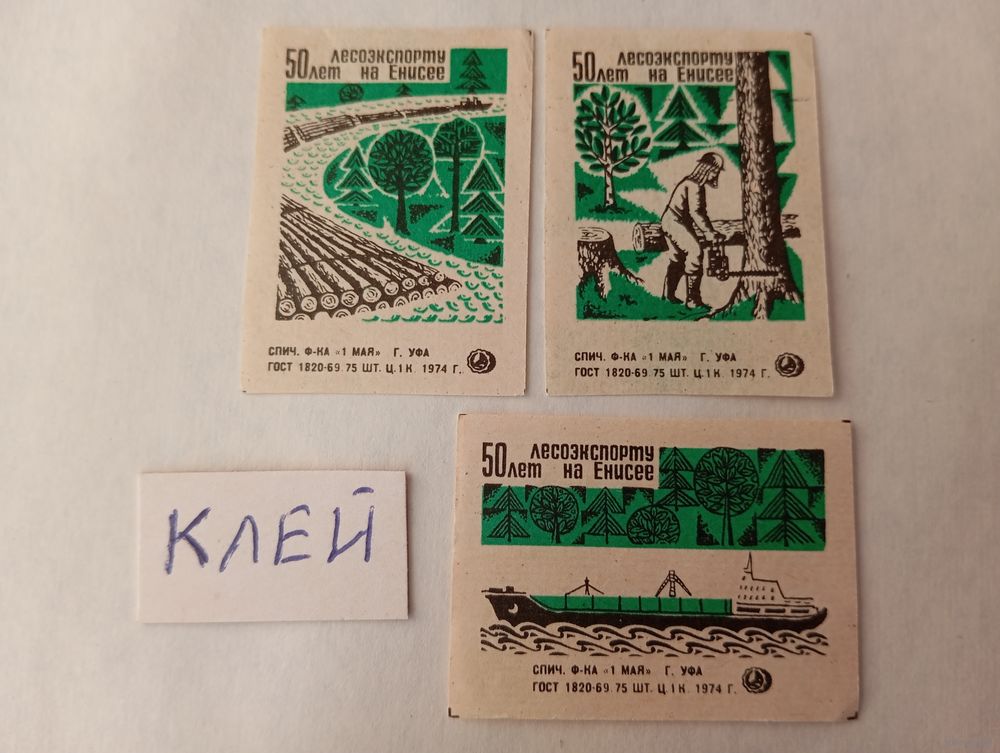 50 лет лесоэкспорту
на Енисее
СПИЧ. Ф-КА «1 МАЯ» Г. УФА
ГОСТ 1820-69. 75 ШТ. Ц. 1 К. 1974 Г.
50 лет лесоэкспорту
на Енисее
СПИЧ. Ф-КА «1 МАЯ» Г. УФА
ГОСТ 1820-69. 75 ШТ. Ц. 1 К. 1974 Г.
КЛЕЙ
50 лет лесоэкспорту
на Енисее
СПИЧ. Ф-КА «1 МАЯ» Г. УФА
ГОСТ 1820-69. 75 ШТ. Ц. 1 К. 1974 Г.